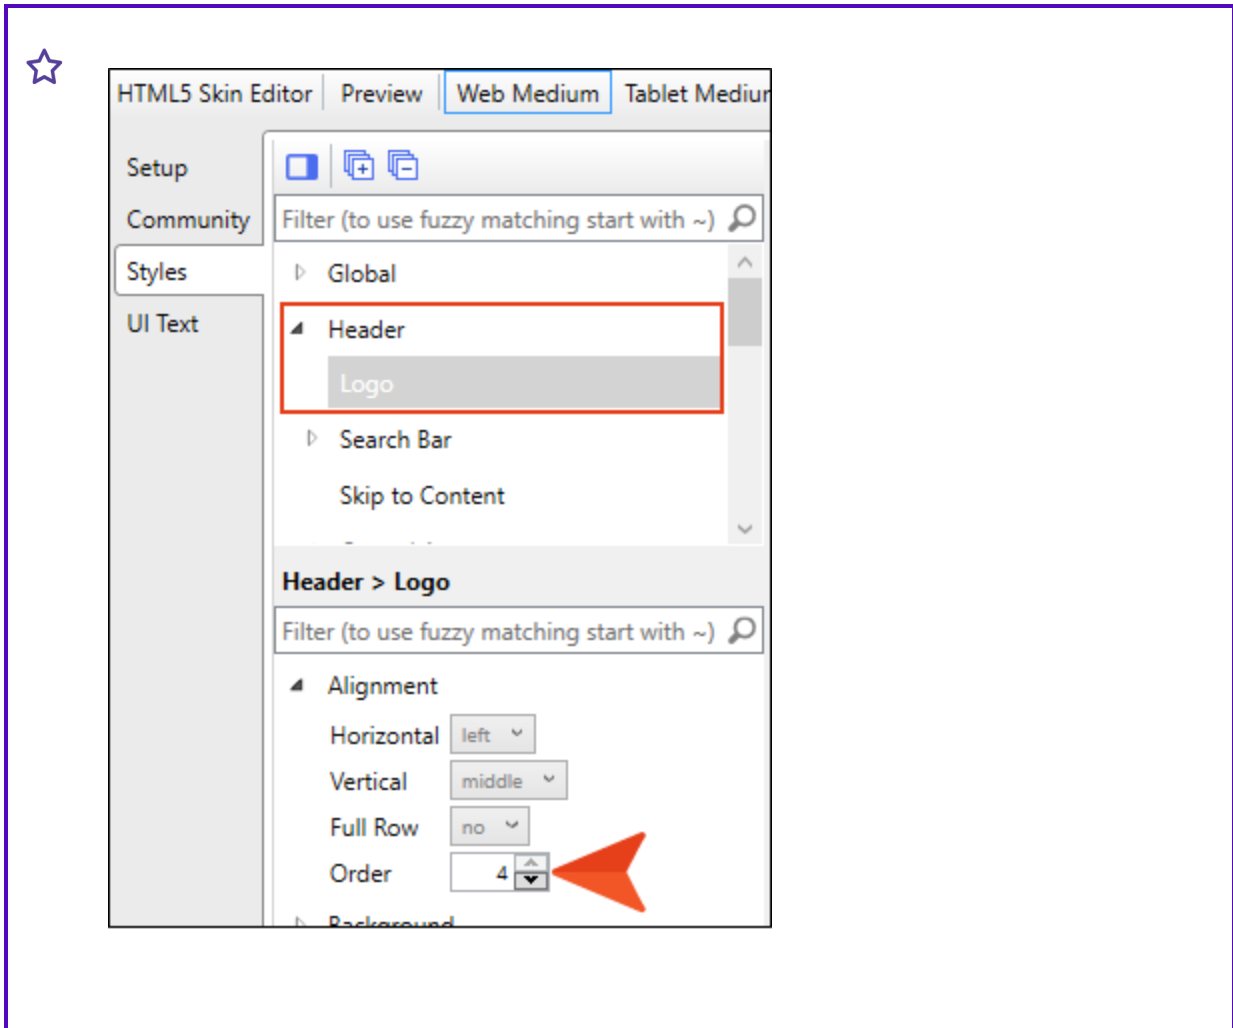 HTML5 Skin Editor Preview Web Medium Tablet
Setup
Community
Styles
UI Text
Filter (to use fuzzy matching start with ~)
Global
Header
Logo
Search Bar
Skip to Content
Header > Logo
Filter (to use fuzzy matching start with ~)
Alignment
Horizontal left
Vertical middle
Full Row no
Order 4
Background